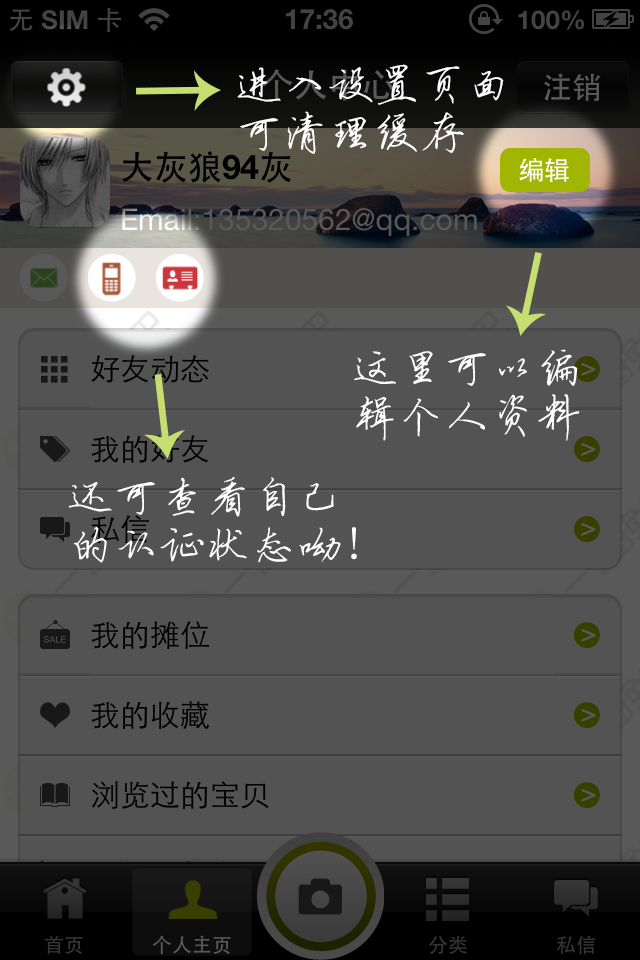 无 SIM 卡
17:36
100%
个人中心
注销
进入设置页面
可清理缓存
大灰狼94灰
编辑
Email:135320562@qq.com
好友动态
这里可以编
辑个人资料
我的好友
还可查看自己
的认证状态呦!
私信
SALE
我的摊位
我的收藏
浏览过的宝贝
首页
个人主页
分类
私信